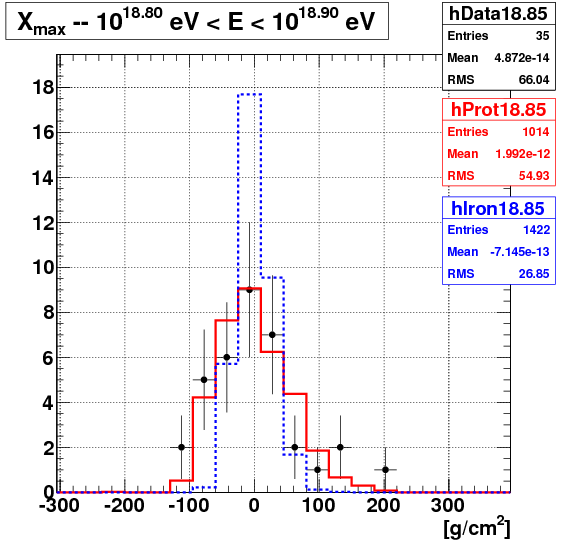 X_max -- 10^18.80 eV < E < 10^18.90 eV
hData18.85
Entries 35
Mean 4.872e-14
RMS 66.04
hProt18.85
Entries 1014
Mean 1.992e-12
RMS 54.93
hIron18.85
Entries 1422
Mean -7.145e-13
RMS 26.85
18
16
14
12
10
8
6
4
2
0
-300 -200 -100 0 100 200 300
[g/cm^2]